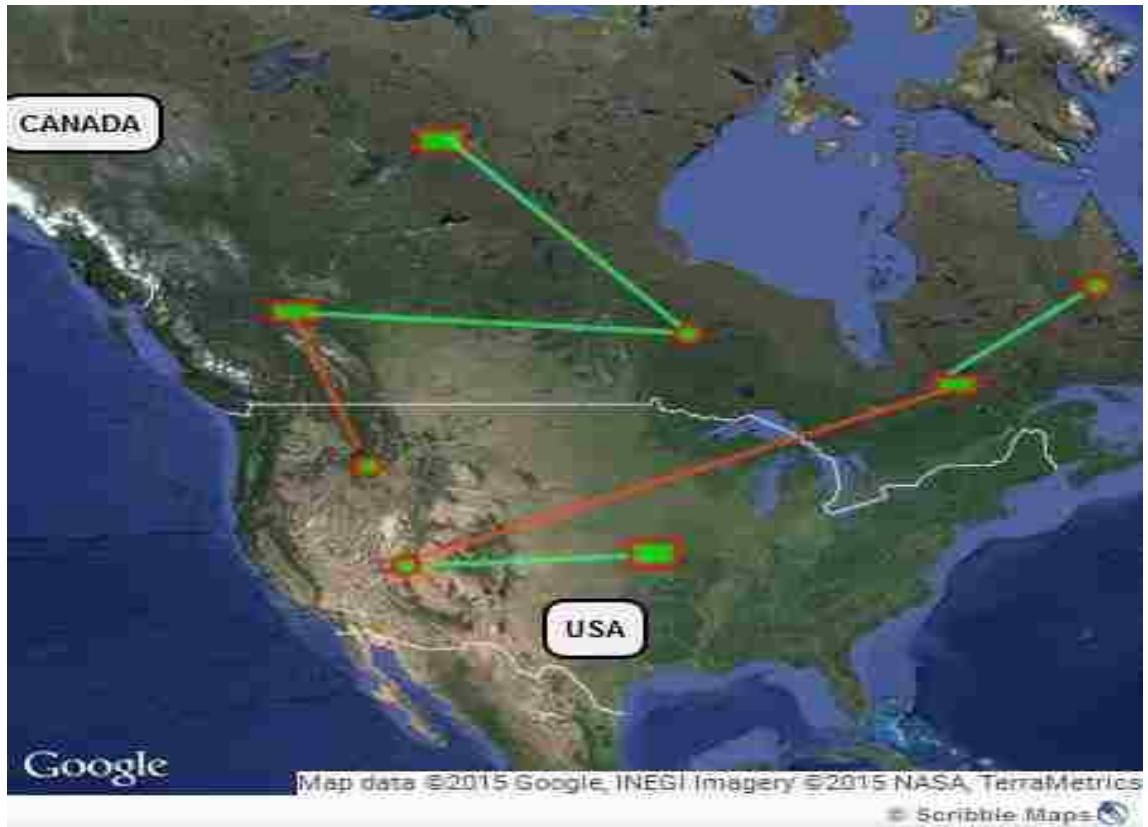 CANADA
USA
Google
Map data ©2015 Google, INEGI Imagery ©2015 NASA, TerraMetrics
© Scribble Maps